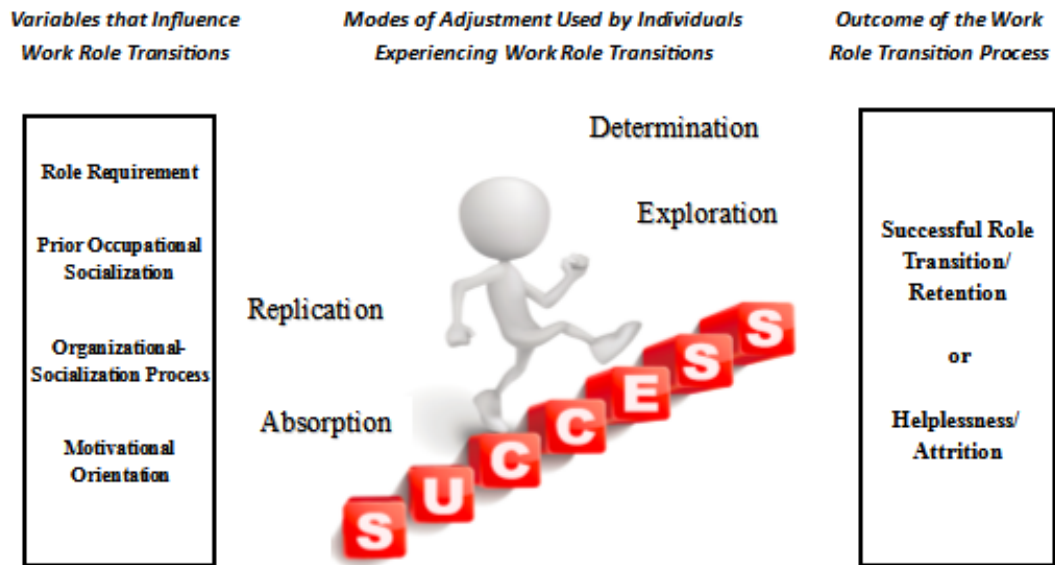 Variables that Influence
Work Role Transitions
Modes of Adjustment Used by Individuals
Experiencing Work Role Transitions
Outcome of the Work
Role Transition Process
Role Requirement
Prior Occupational
Socialization
Organizational-
Socialization Process
Motivational
Orientation
Determination
Exploration
Replication
Absorption
SUCCESS
Successful Role
Transition/
Retention
or
Helplessness/
Attrition